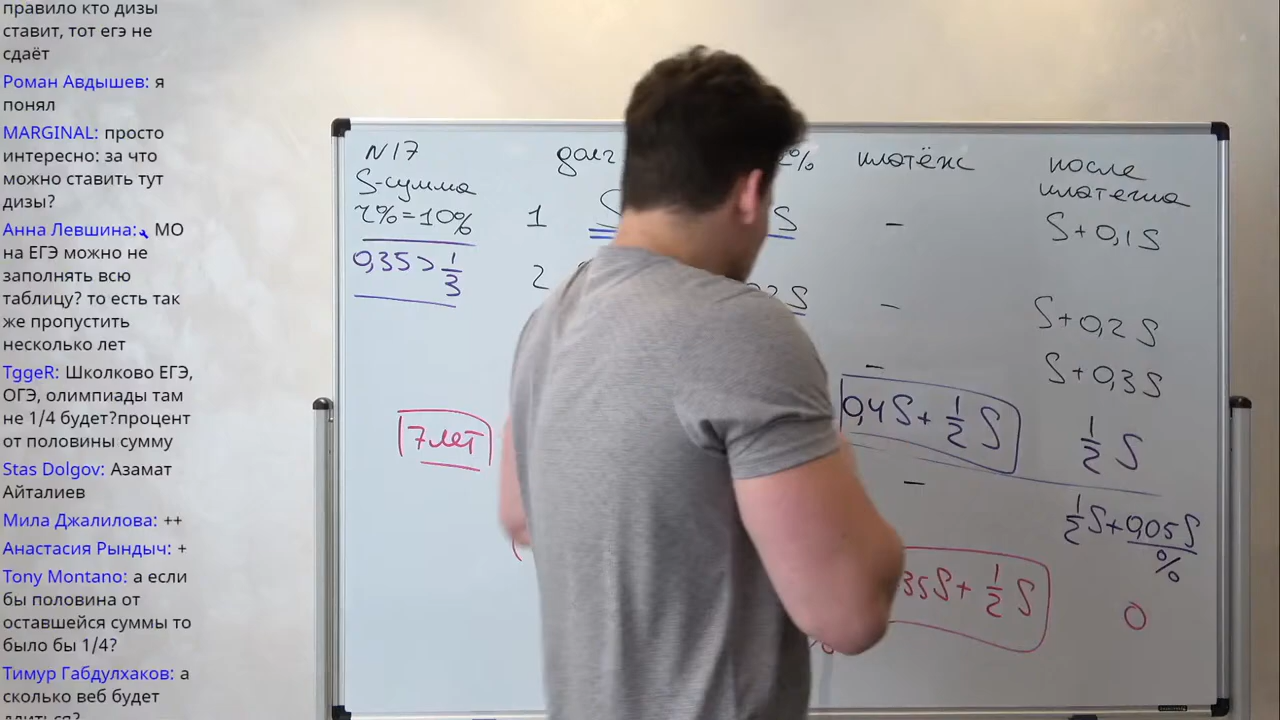 правило кто дизы
ставит, тот егэ не
сдаёт
Роман Авдышев: я
понял
MARGINAL: просто
интересно: за что
можно ставить тут
дизы?
Анна Левшина: МО
на ЕГЭ можно не
заполнять всю
таблицу? то есть так
же пропустить
несколько лет
TggeR: Школково ЕГЭ,
ОГЭ, олимпиады там
не 1/4 будет?процент
от половины сумму
Stas Dolgov: Азамат
Айталиев
Мила Джалилова: ++
Анастасия Рындыч: +
Tony Montano: а если
бы половина от
оставшейся суммы то
было бы 1/4?
Тимур Габдулхаков: а
сколько веб будет
длиться?
N17
S-сумма
r%=10%
0,35>1/3
7 лет
долг % платёж после платежа
1 S S - S+0,1S
2 S - S+0,2S
- S+0,3S
0,4S+1/2 S 1/2 S
- 1/2 S+0,05S
%
35S+1/2 S 0